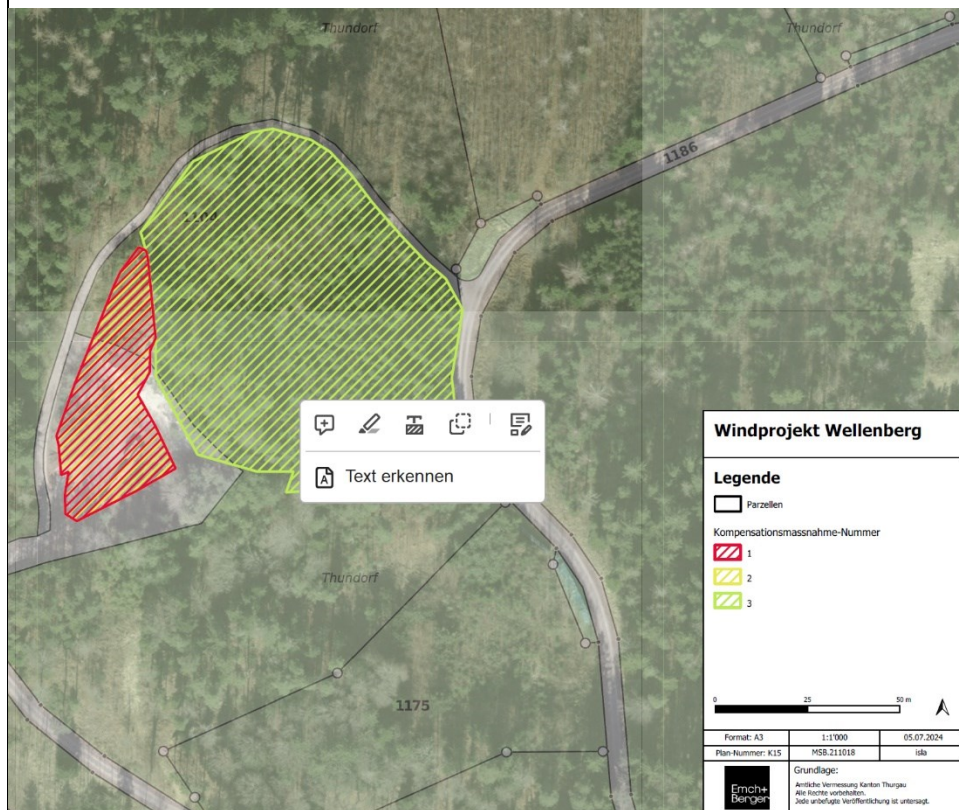 Thundorf
Thundorf
1186
Text erkennen
Thundorf
1175
Windprojekt Wellenberg
Legende
Parzellen
Kompensationsmassnahme-Nummer
1
2
3
0 25 50 m
Format: A3 1:1'000 05.07.2024
Plan-Nummer: K15 MSB.211018 isla
Emch+
Berger
Grundlage:
Amtliche Vermessung Kanton Thurgau
Alle Rechte vorbehalten.
Jede unbefugte Veröffentlichung ist untersagt.